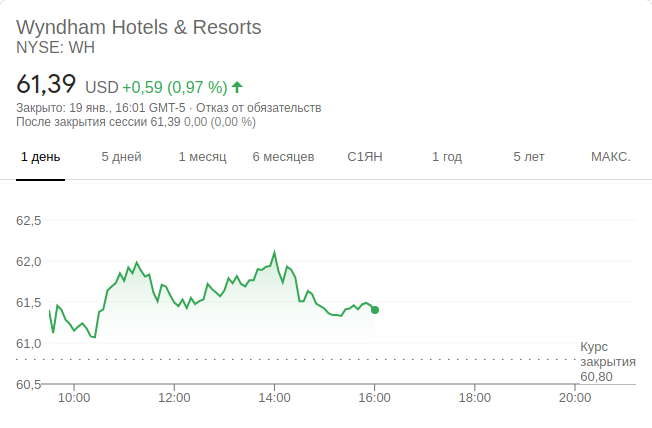 Wyndham Hotels & Resorts
NYSE: WH
61,39 USD +0,59 (0,97 %)
Закрыто: 19 янв., 16:01 GMT-5 · Отказ от обязательств
После закрытия сессии 61,39 0,00 (0,00 %)
1 день 5 дней 1 месяц 6 месяцев С1ЯН 1 год 5 лет МАКС.
62,5
62,0
61,5
61,0
Курс
закрытия
60,80
60,5
10:00 12:00 14:00 16:00 18:00 20:00